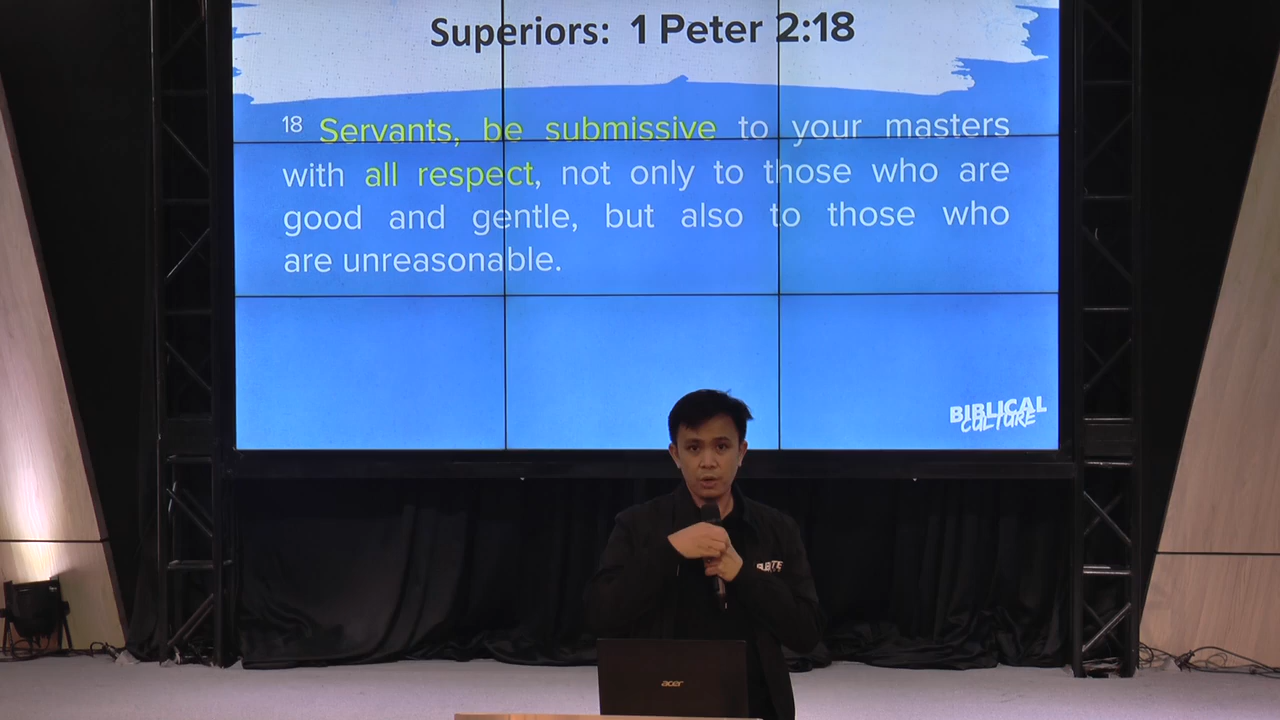 Superiors: 1 Peter 2:18
18 Servants, be submissive to your masters
with all respect, not only to those who are
good and gentle, but also to those who
are unreasonable.
BIBLICAL
CULTURE
acer